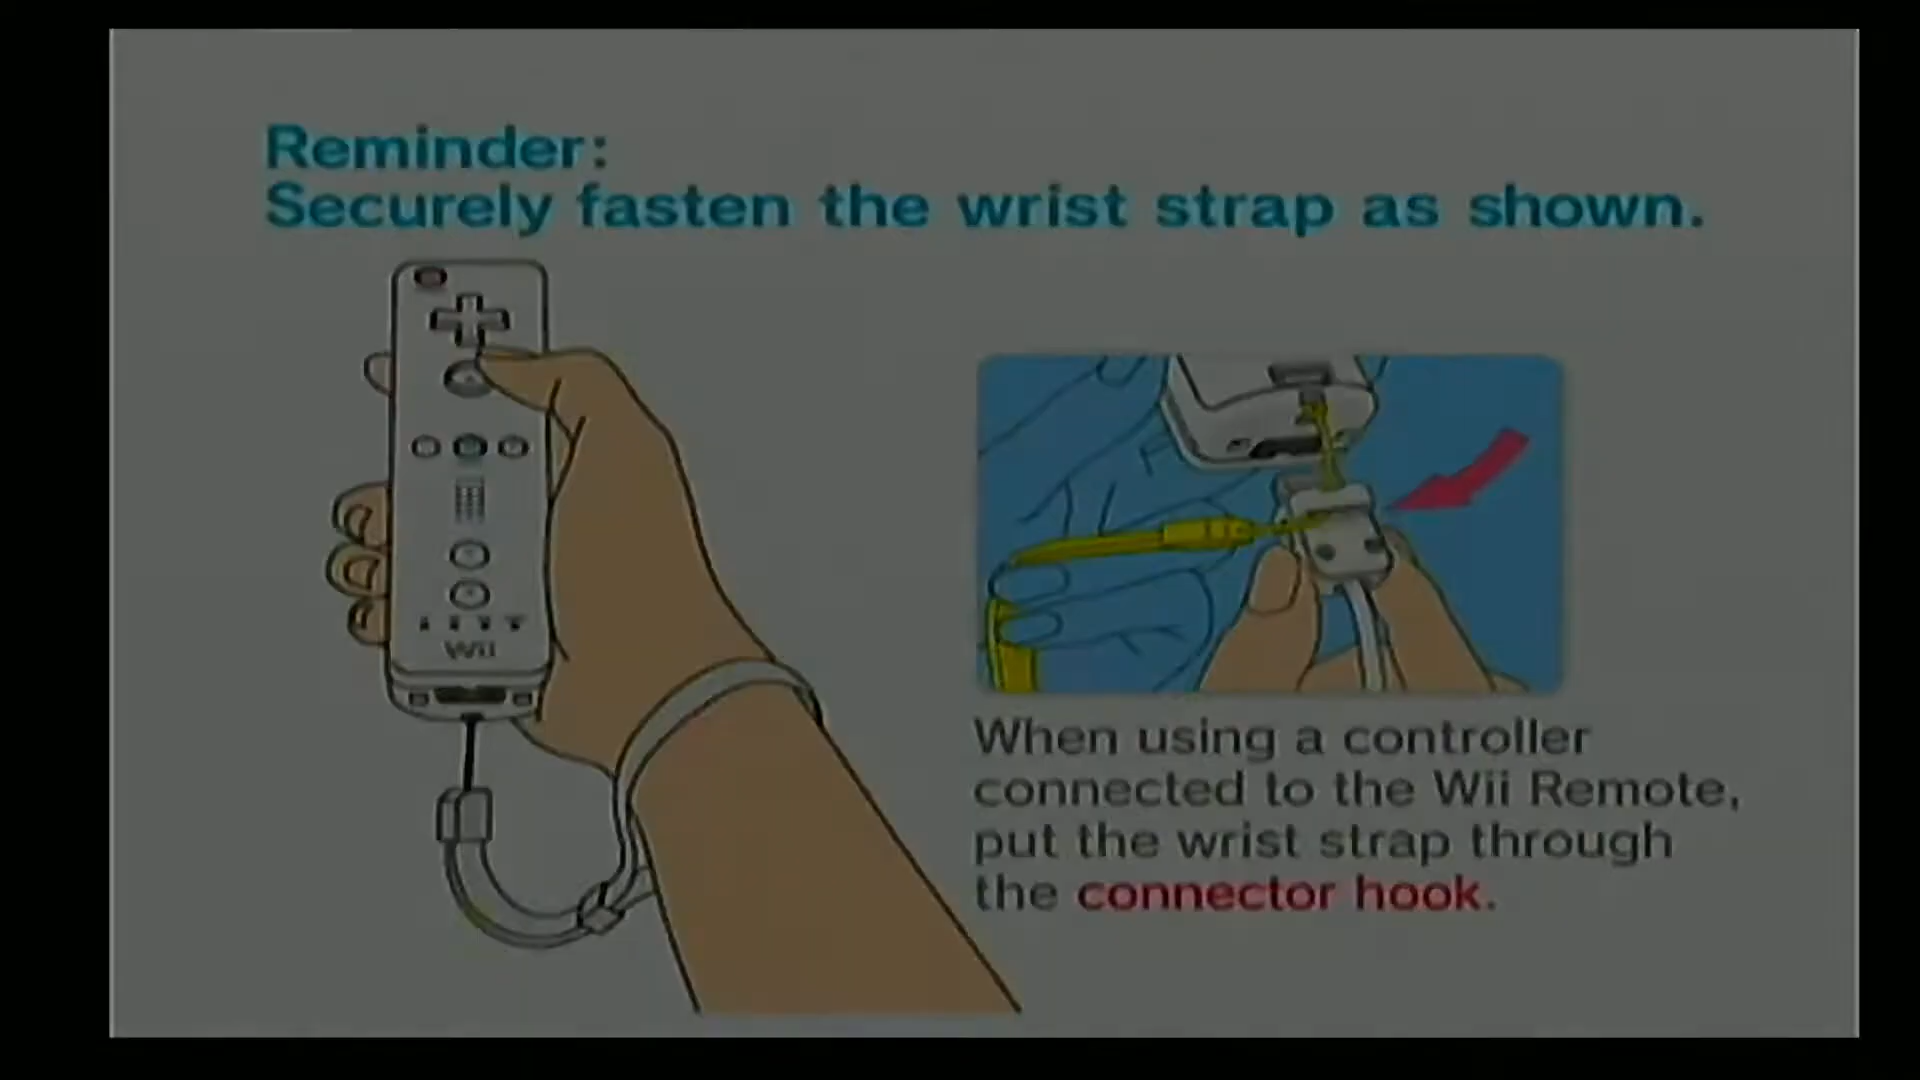 Reminder:
Securely fasten the wrist strap as shown.
Wii
When using a controller
connected to the Wii Remote,
put the wrist strap through
the connector hook.